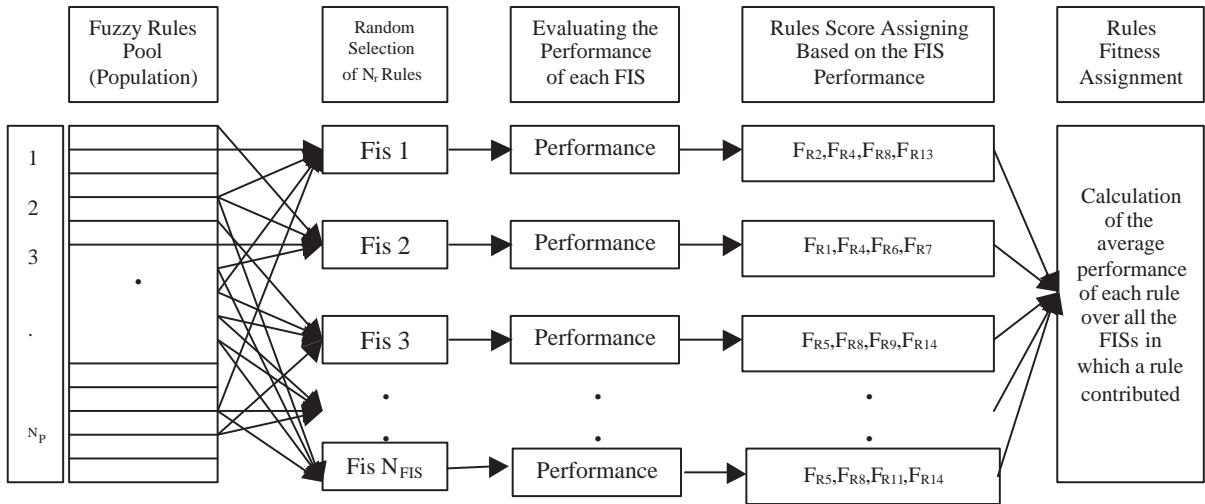 Fuzzy Rules
Pool
(Population)
Random
Selection
of Nr Rules
Evaluating the
Performance
of each FIS
Rules Score Assigning
Based on the FIS
Performance
Rules
Fitness
Assignment
1
2
3
.
NP
Fis 1
Performance
FR2,FR4,FR8,FR13
Fis 2
Performance
FR1,FR4,FR6,FR7
Fis 3
Performance
FR5,FR8,FR9,FR14
Fis NFIS
Performance
FR5,FR8,FR11,FR14
Calculation
of the
average
performance
of each rule
over all the
FISs in
which a rule
contributed